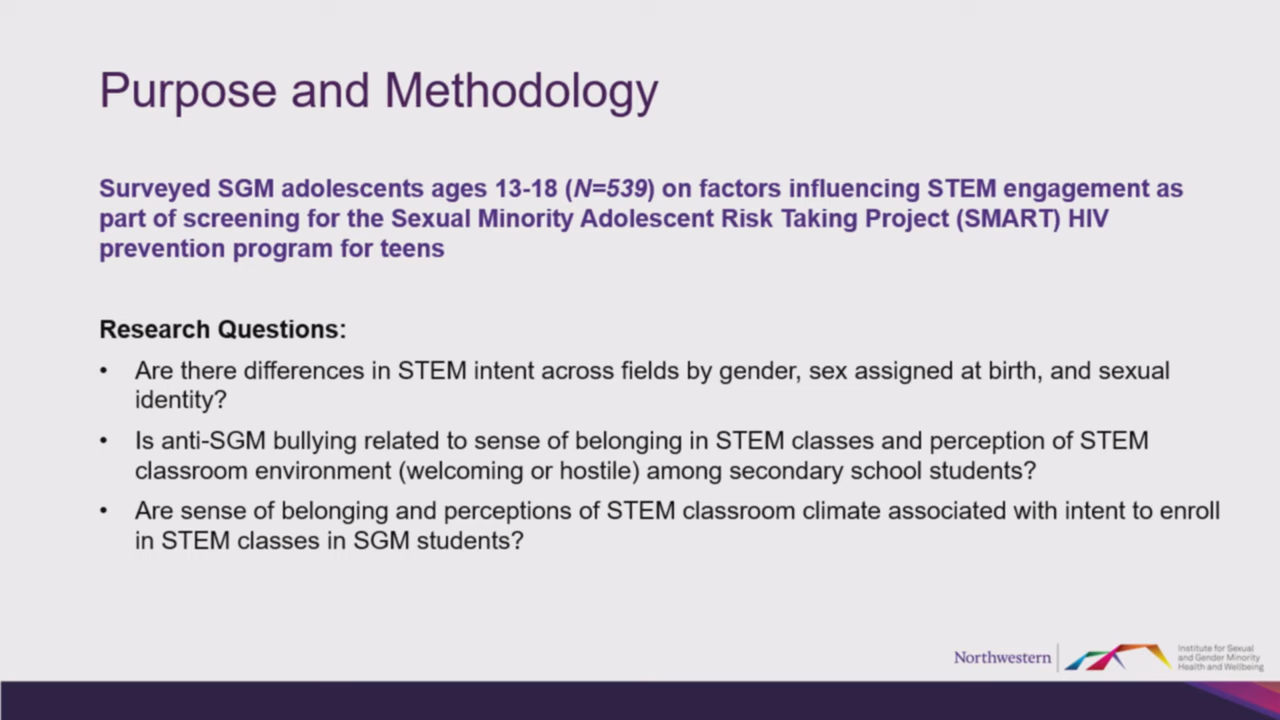 Purpose and Methodology
Surveyed SGM adolescents ages 13-18 (N=539) on factors influencing STEM engagement as
part of screening for the Sexual Minority Adolescent Risk Taking Project (SMART) HIV
prevention program for teens
Research Questions:
• Are there differences in STEM intent across fields by gender, sex assigned at birth, and sexual
identity?
• Is anti-SGM bullying related to sense of belonging in STEM classes and perception of STEM
classroom environment (welcoming or hostile) among secondary school students?
• Are sense of belonging and perceptions of STEM classroom climate associated with intent to enroll
in STEM classes in SGM students?
Northwestern
Institute for Sexual
and Gender Minority
Health and Wellbeing